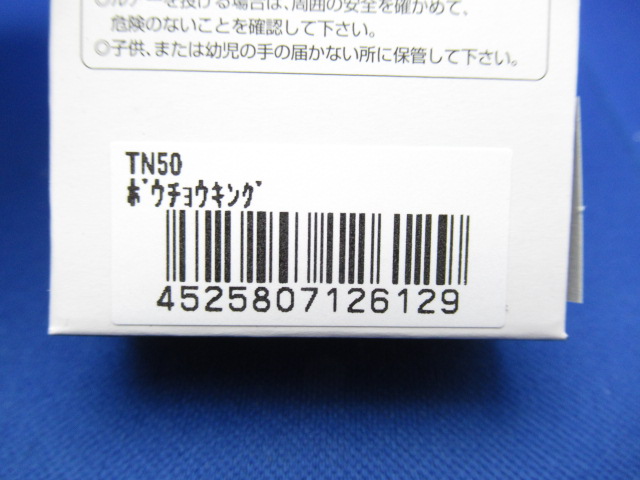 ◎ルアーを投げる場合は、周囲の安全を確かめて、
危険のないことを確認して下さい。
◎子供、または幼児の手の届かない所に保管して下さい。
TN50
ボウチョウキング
4525807126129